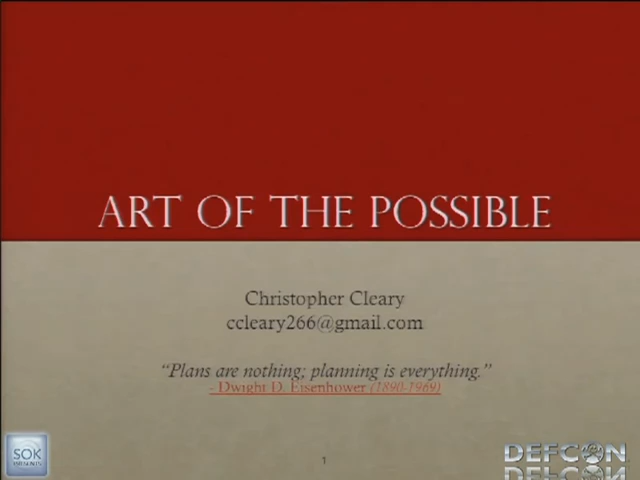 ART OF THE POSSIBLE
Christopher Cleary
ccleary266@gmail.com
“Plans are nothing; planning is everything.”
- Dwight D. Eisenhower (1890-1969)
SOK
1
DEFCON